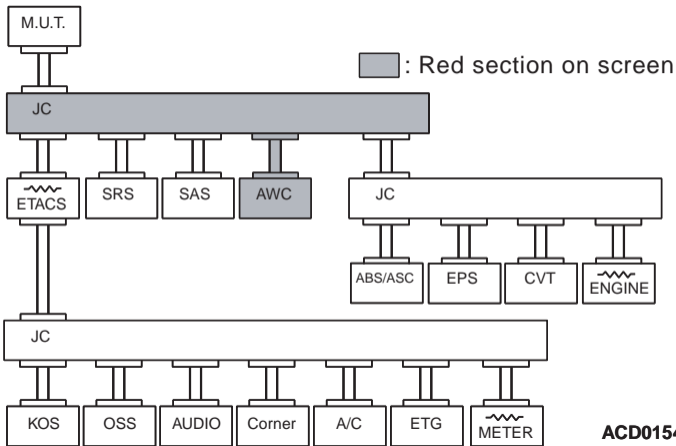 M.U.T.
: Red section on screen
JC
ETACS
SRS
SAS
AWC
JC
ABS/ASC
EPS
CVT
ENGINE
JC
KOS
OSS
AUDIO
Corner
A/C
ETG
METER
ACD0154